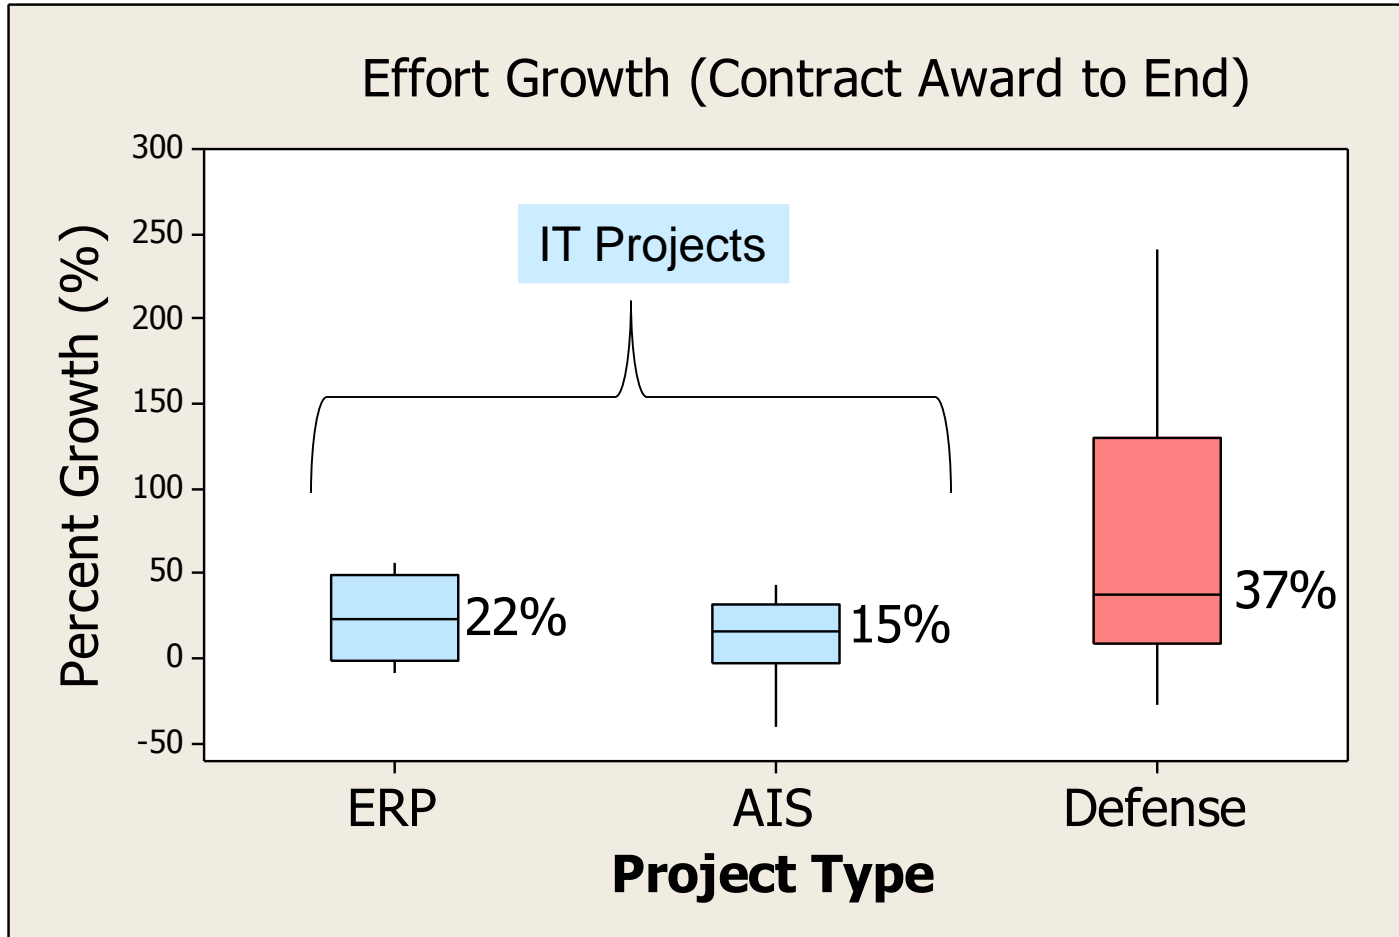 Effort Growth (Contract Award to End)
300
250
200
150
100
50
0
-50
Percent Growth (%)
IT Projects
22%
15%
37%
ERP
AIS
Defense
Project Type